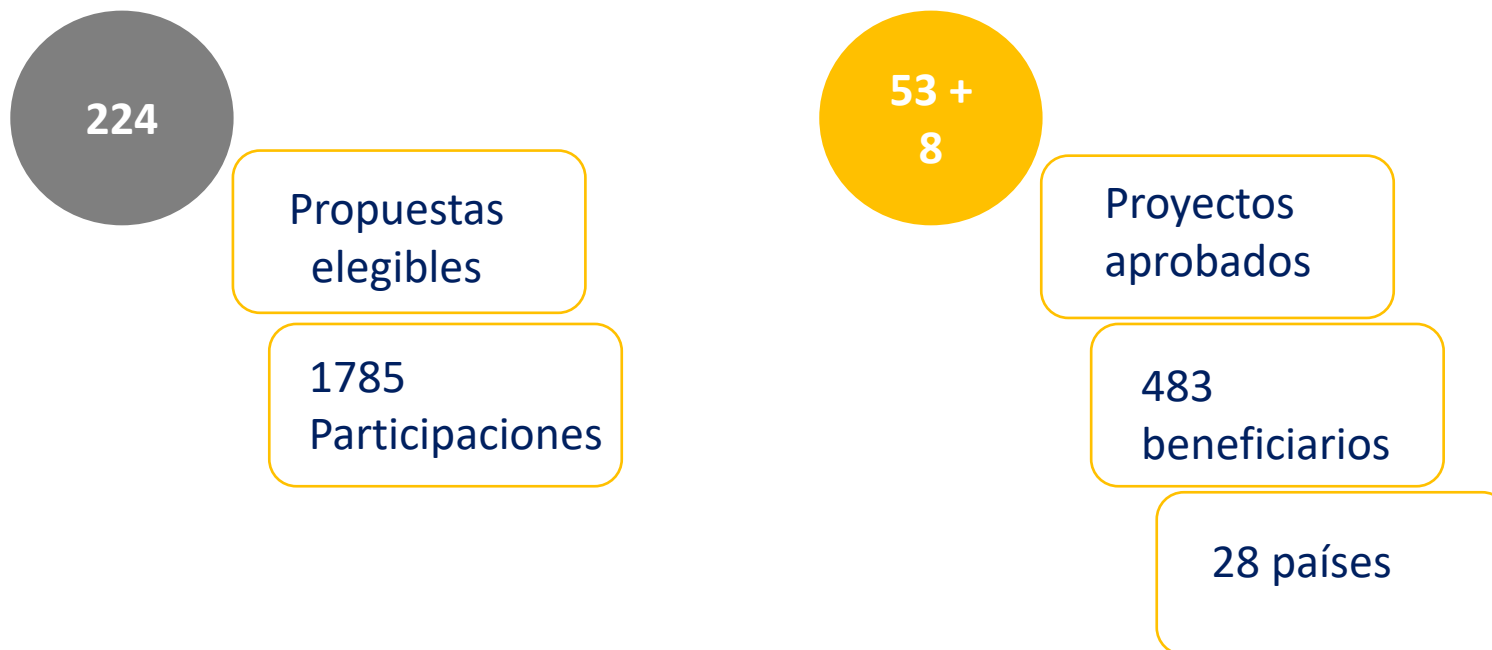 224
Propuestas
elegibles
1785
Participaciones
53 +
8
Proyectos
aprobados
483
beneficiarios
28 países